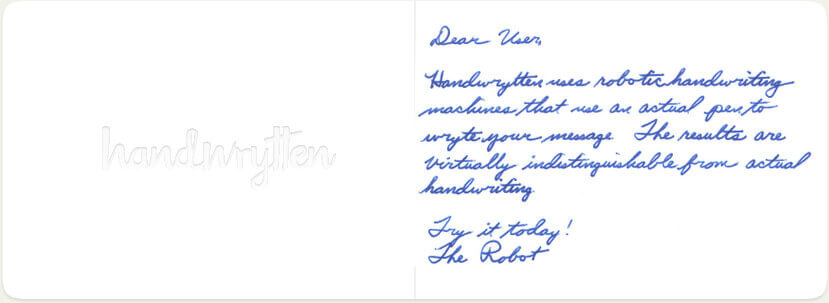 handwrytten
Dear User,
Handwrytten uses robotic handwriting
machines that use an actual pen to
wryte your message. The results are
virtually indistinguishable from actual
handwriting
Try it today!
The Robot